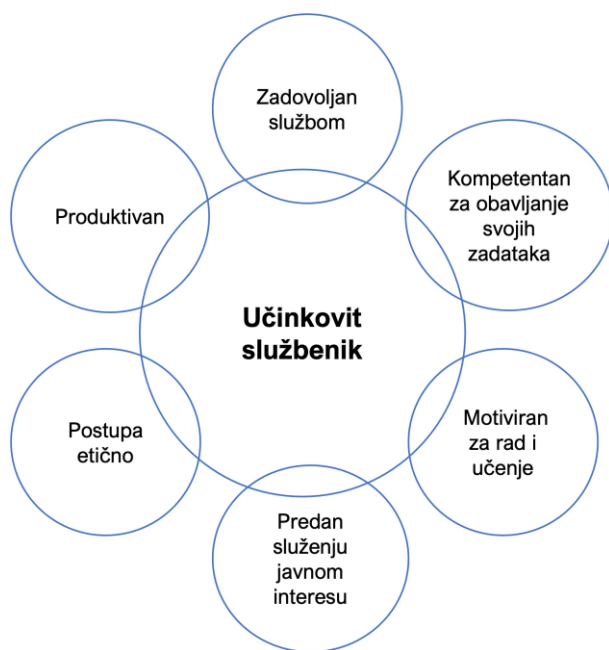 Zadovoljan
službom
Kompetentan
za obavljanje
svojih
zadataka
Produktivan
Učinkovit
službenik
Motiviran
za rad i
učenje
Postupa
etično
Predan
služenju
javnom
interesu